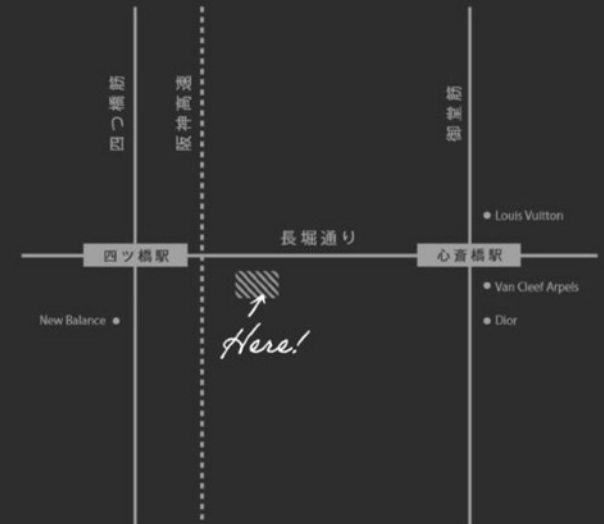 四つ橋筋
阪神高速
御堂筋
Louis Vuitton
長堀通り
四ツ橋駅
心斎橋駅
Van Cleef Arpels
New Balance
Dior
Here!